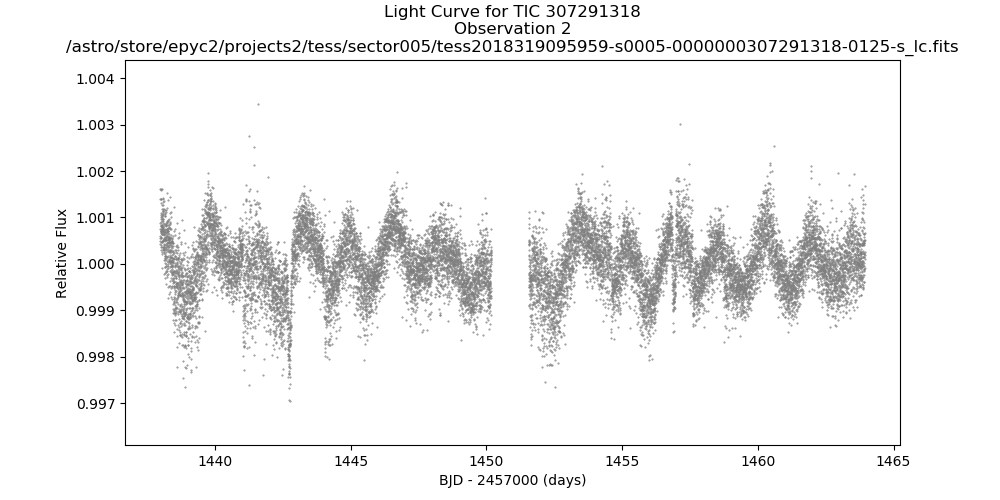 Light Curve for TIC 307291318
Observation 2
/astro/store/epyc2/projects2/tess/sector005/tess2018319095959-s0005-0000000307291318-0125-s_lc.fits
1.004
1.003
1.002
1.001
1.000
0.999
0.998
0.997
Relative Flux
1440
1445
1450
1455
1460
1465
BJD - 2457000 (days)